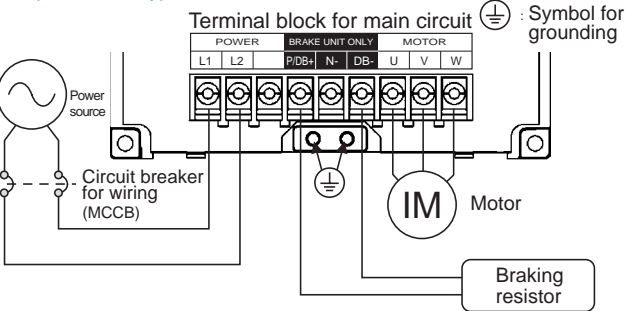 Terminal block for main circuit
: Symbol for
grounding
POWER BRAKE UNIT ONLY MOTOR
L1 L2 P/DB+ N- DB- U V W
Power
source
Circuit breaker
for wiring
(MCCB)
IM
Motor
Braking
resistor